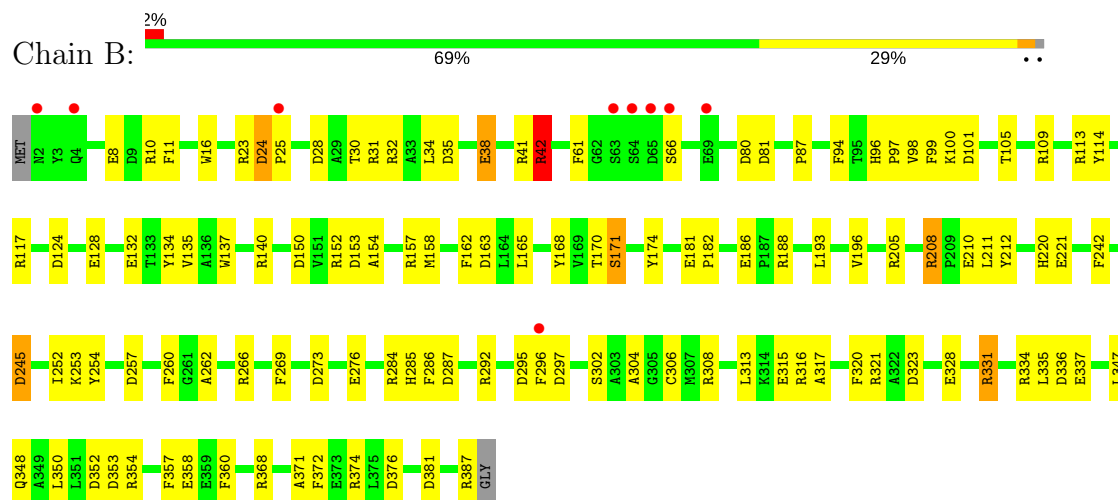 2%
Chain B:
69% 29% • •
MET N2 Y3 Q4 E8 D9 R10 F11 W16 R23 D24 P25 D28 A29 T30 R31 R32 A33 L34 D35 E38 R41 R42 F61 G62 S63 S64 D65 S66 E69 D80 D81 P87 F94 T95 H96 P97 V98 F99 K100 D101 T105 R109 R113 Y114
R117 D124 E128 E132 T133 Y134 V135 A136 W137 R140 D150 V151 R152 D153 A154 R157 M158 F162 D163 L164 L165 Y168 V169 T170 S171 Y174 E181 P182 E186 P187 R188 L193 V196 R205 R208 P209 E210 L211 Y212 H220 E221 F242
D245 I252 K253 Y254 D257 F260 G261 A262 R266 F269 D273 E276 R284 H285 F286 D287 R292 D295 F296 D297 S302 A303 A304 G305 C306 M307 R308 L313 K314 E315 R316 A317 F320 R321 A322 D323 E328 R331 R334 L335 D336 E337 L347
Q348 A349 L350 L351 D352 D353 R354 F357 E358 E359 F360 R368 A371 F372 E373 R374 L375 D376 D381 R387 GLY